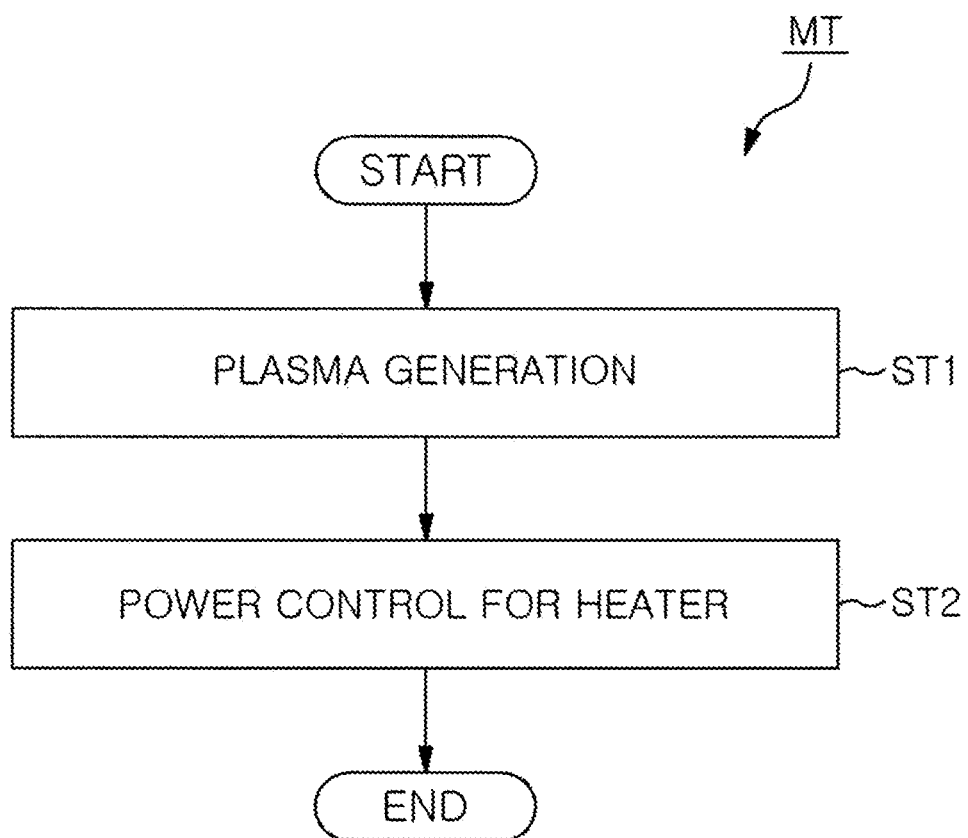 MT
START
PLASMA GENERATION
ST1
POWER CONTROL FOR HEATER
ST2
END